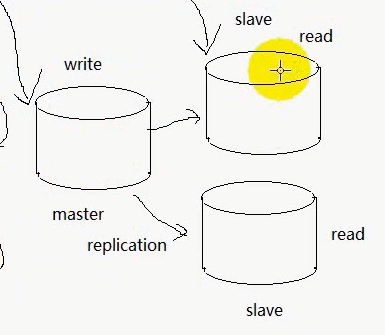 slave
read
write
master
replication
read
slave